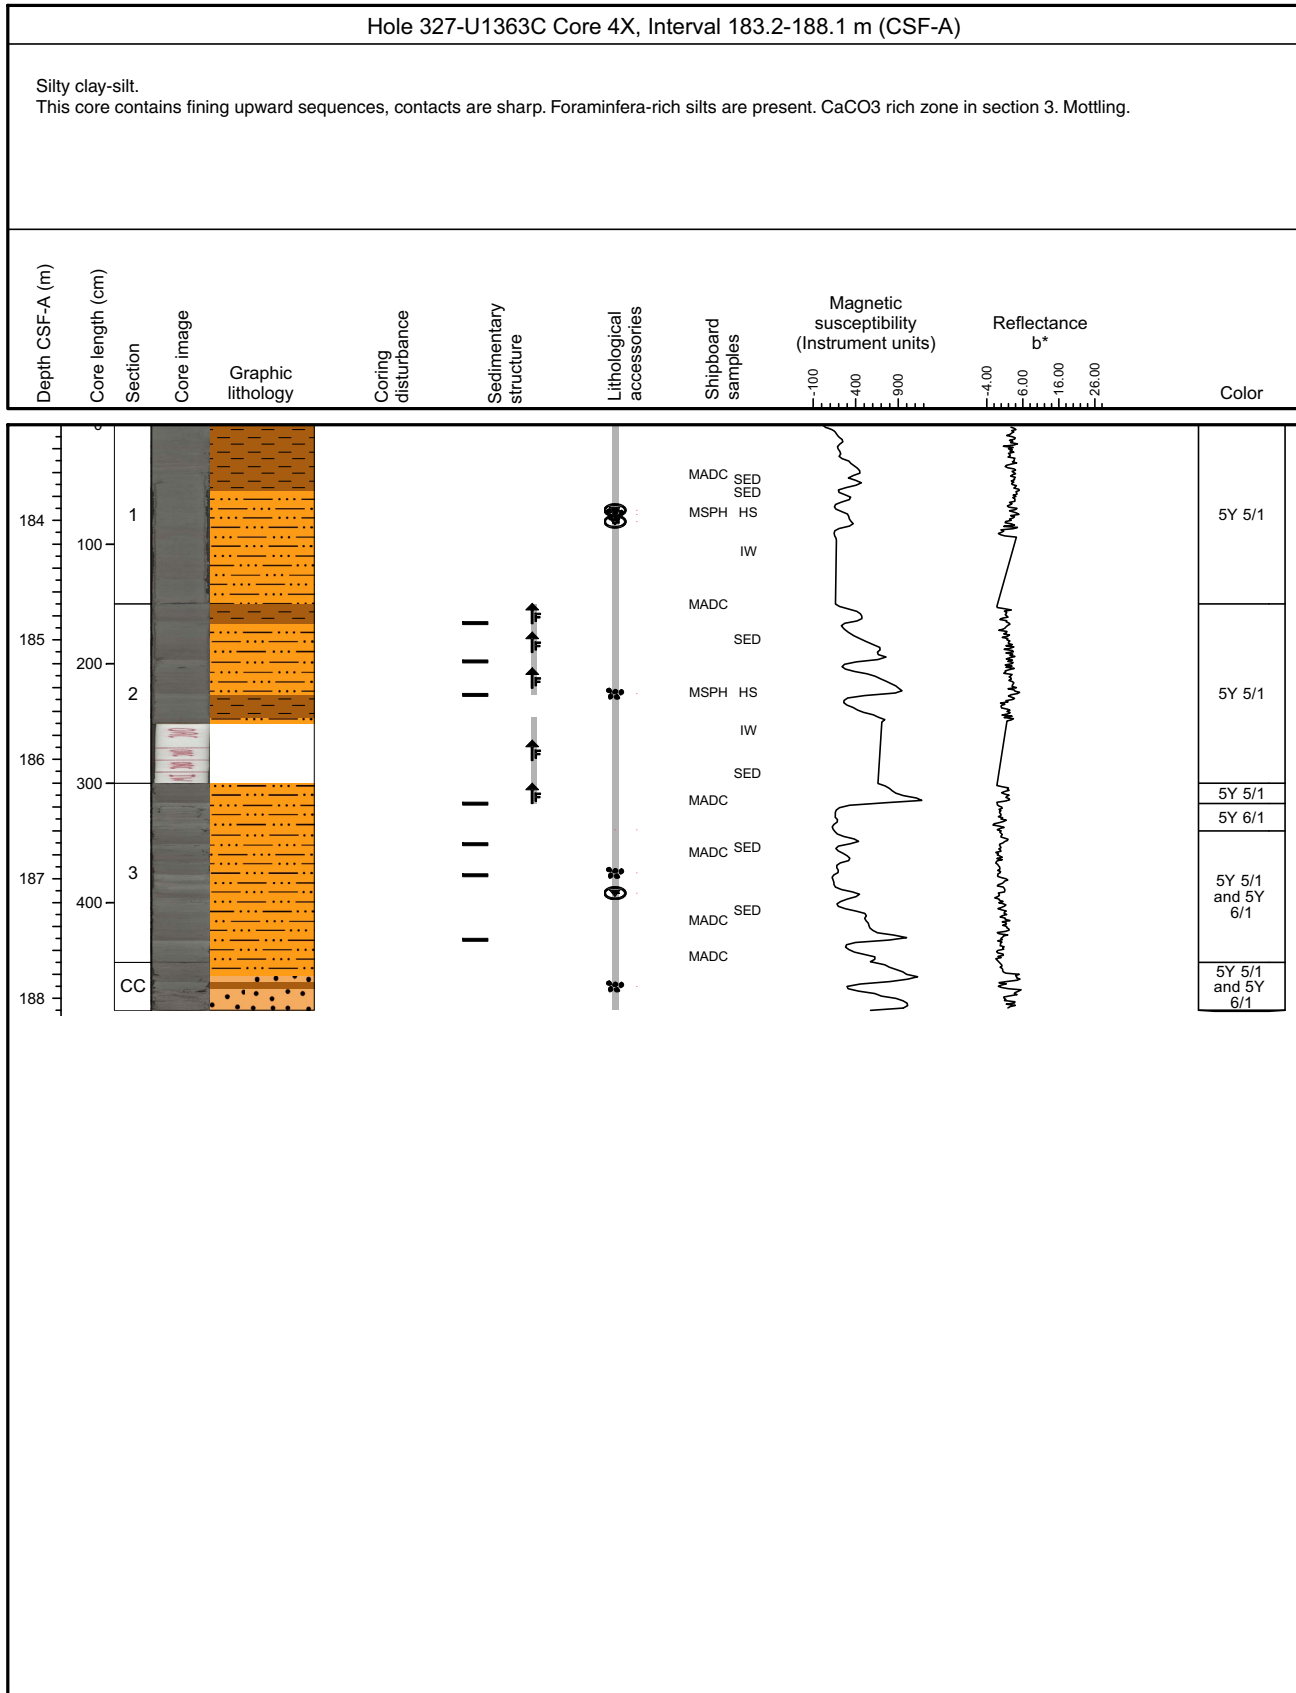 Hole 327-U1363C Core 4X, Interval 183.2-188.1 m (CSF-A)
Silty clay-silt.
This core contains fining upward sequences, contacts are sharp. Foraminfera-rich silts are present. CaCO3 rich zone in section 3. Mottling.
Depth CSF-A (m)
Core length (cm)
Section
Core image
Graphic
lithology
Coring
disturbance
Sedimentary
structure
Lithological
accessories
Shipboard
samples
Magnetic
susceptibility
(Instrument units)
-100 400 900
Reflectance
b*
-4.00 6.00 16.00 26.00
Color
0
MADC SED
SED
184 1 MSPH HS 5Y 5/1
100
IW
MADC
185 SED
200
2 MSPH HS 5Y 5/1
IW
186
SED
300
5Y 5/1
MADC
5Y 6/1
MADC SED
187 3 5Y 5/1
and 5Y
6/1
400
SED
MADC
MADC
CC 5Y 5/1
and 5Y
6/1
188